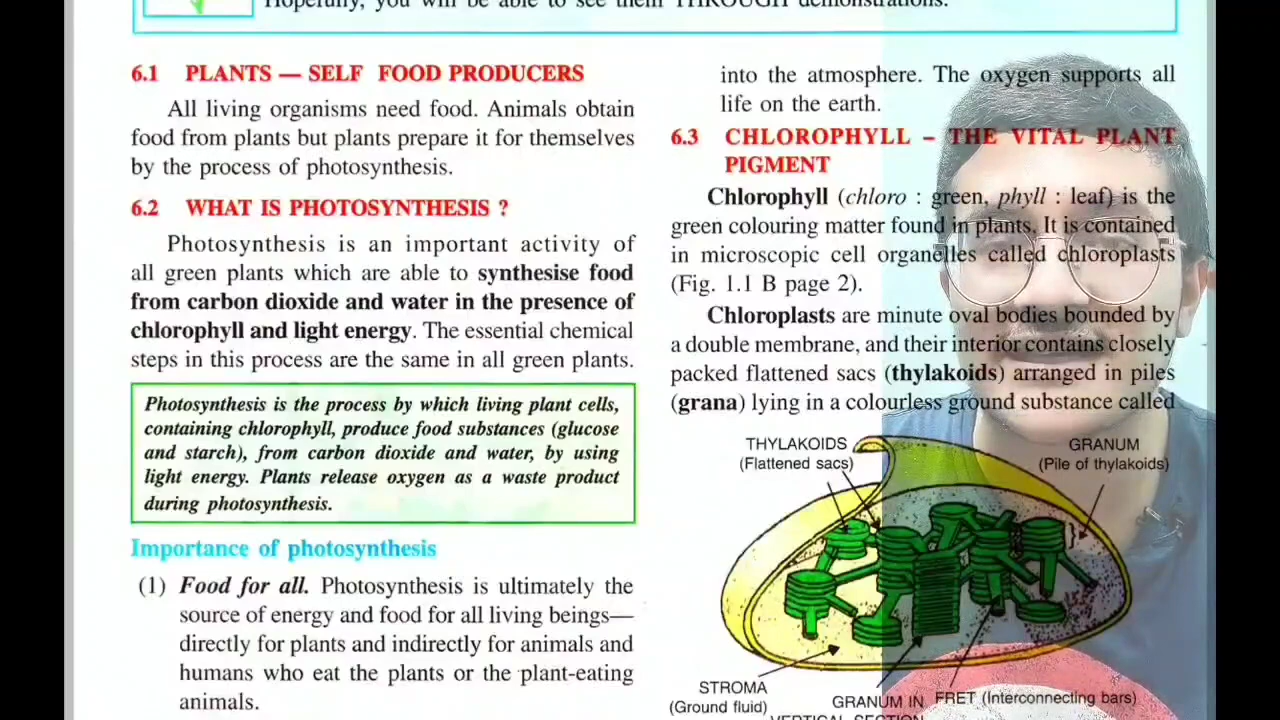 Hopefully, you will be able to see them THROUGH demonstrations.
6.1 PLANTS — SELF FOOD PRODUCERS
All living organisms need food. Animals obtain
food from plants but plants prepare it for themselves
by the process of photosynthesis.
6.2 WHAT IS PHOTOSYNTHESIS ?
Photosynthesis is an important activity of
all green plants which are able to synthesise food
from carbon dioxide and water in the presence of
chlorophyll and light energy. The essential chemical
steps in this process are the same in all green plants.
Photosynthesis is the process by which living plant cells,
containing chlorophyll, produce food substances (glucose
and starch), from carbon dioxide and water, by using
light energy. Plants release oxygen as a waste product
during photosynthesis.
Importance of photosynthesis
(1) Food for all. Photosynthesis is ultimately the
source of energy and food for all living beings—
directly for plants and indirectly for animals and
humans who eat the plants or the plant-eating
animals.
into the atmosphere. The oxygen supports all
life on the earth.
6.3 CHLOROPHYLL – THE VITAL PLANT
PIGMENT
Chlorophyll (chloro : green, phyll : leaf) is the
green colouring matter found in plants. It is contained
in microscopic cell organelles called chloroplasts
(Fig. 1.1 B page 2).
Chloroplasts are minute oval bodies bounded by
a double membrane, and their interior contains closely
packed flattened sacs (thylakoids) arranged in piles
(grana) lying in a colourless ground substance called
THYLAKOIDS
(Flattened sacs)
GRANUM
(Pile of thylakoids)
STROMA
(Ground fluid)
GRANUM IN
VERTICAL SECTION
FRET (Interconnecting bars)